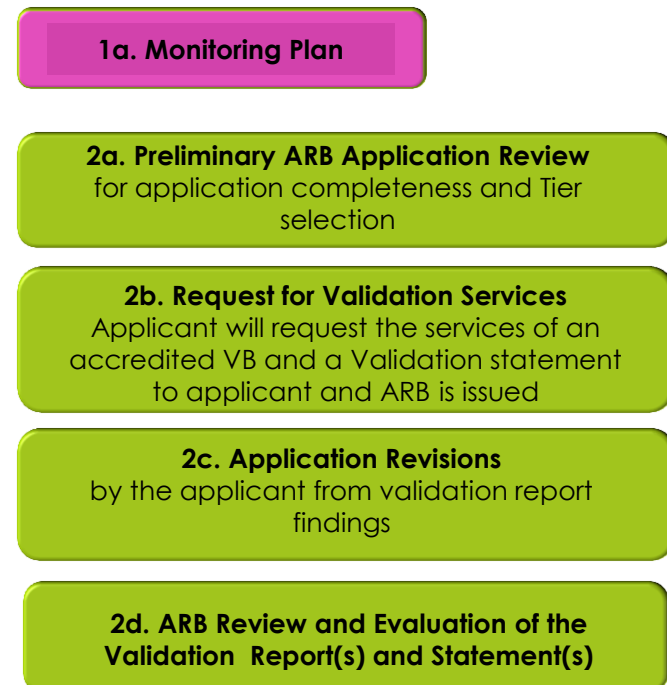 1a. Monitoring Plan
2a. Preliminary ARB Application Review
for application completeness and Tier
selection
2b. Request for Validation Services
Applicant will request the services of an
accredited VB and a Validation statement
to applicant and ARB is issued
2c. Application Revisions
by the applicant from validation report
findings
2d. ARB Review and Evaluation of the
Validation Report(s) and Statement(s)